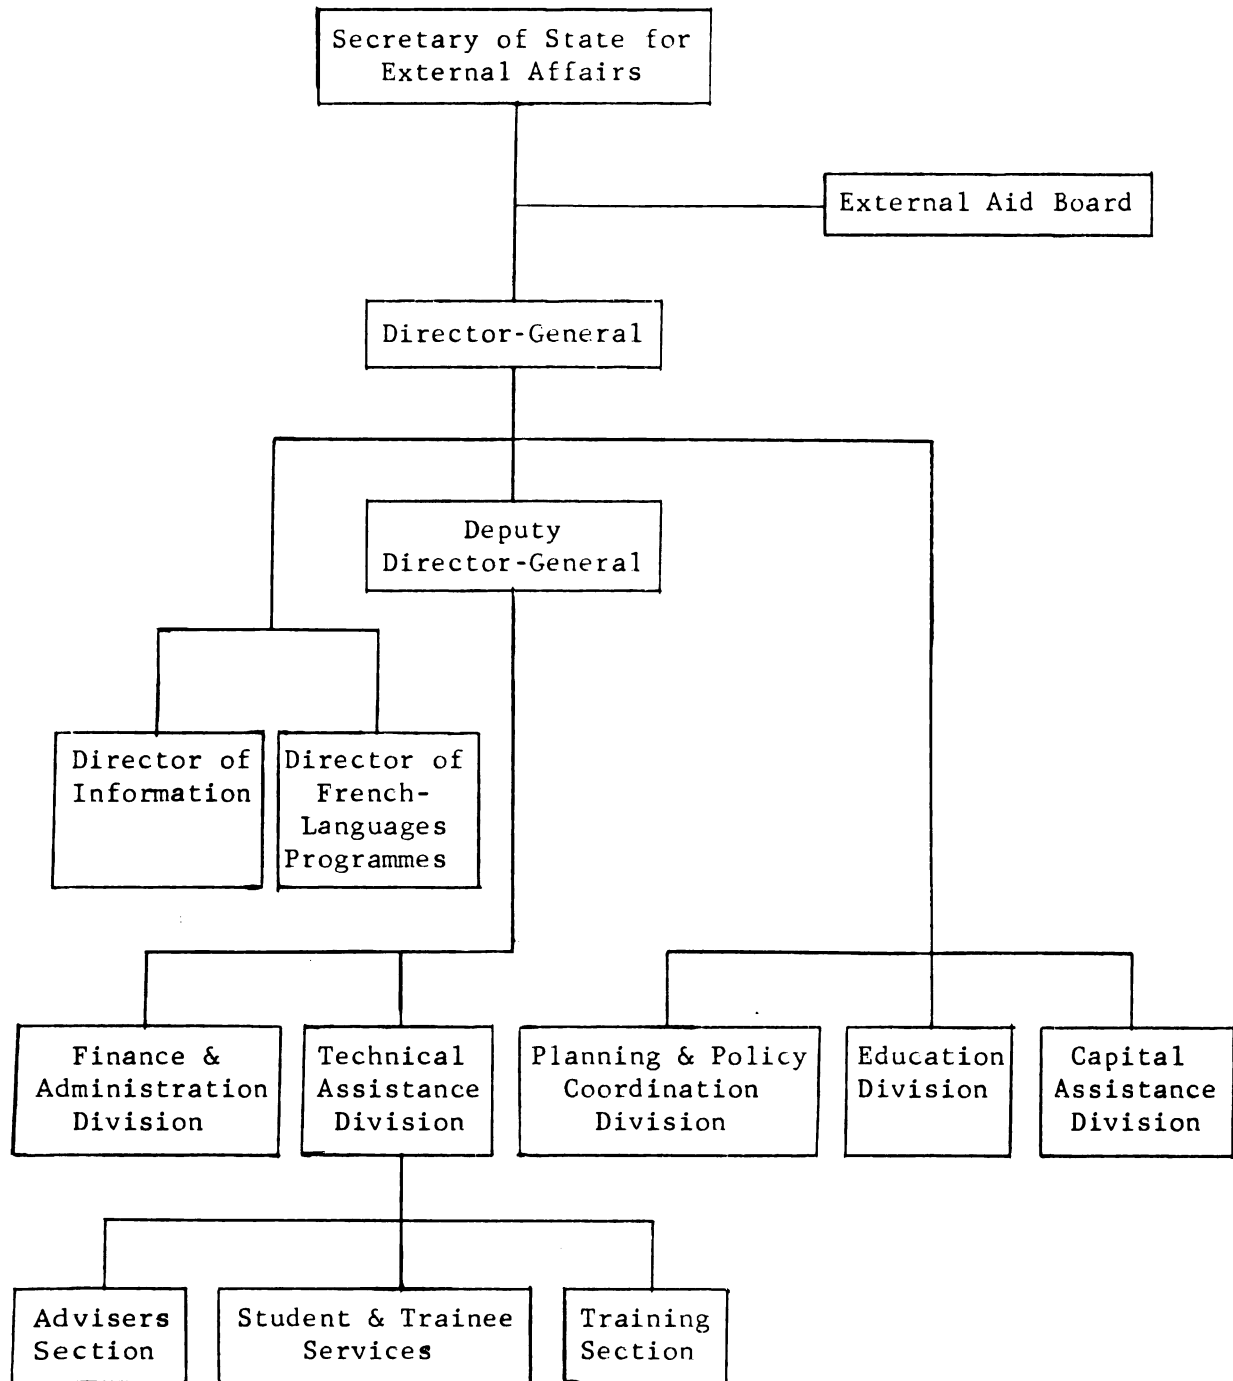 Secretary of State for
External Affairs
External Aid Board
Director-General
Deputy
Director-General
Director of
Information
Director of
French-
Languages
Programmes
Finance &
Administration
Division
Technical
Assistance
Division
Planning & Policy
Coordination
Division
Education
Division
Capital
Assistance
Division
Advisers
Section
Student & Trainee
Services
Training
Section